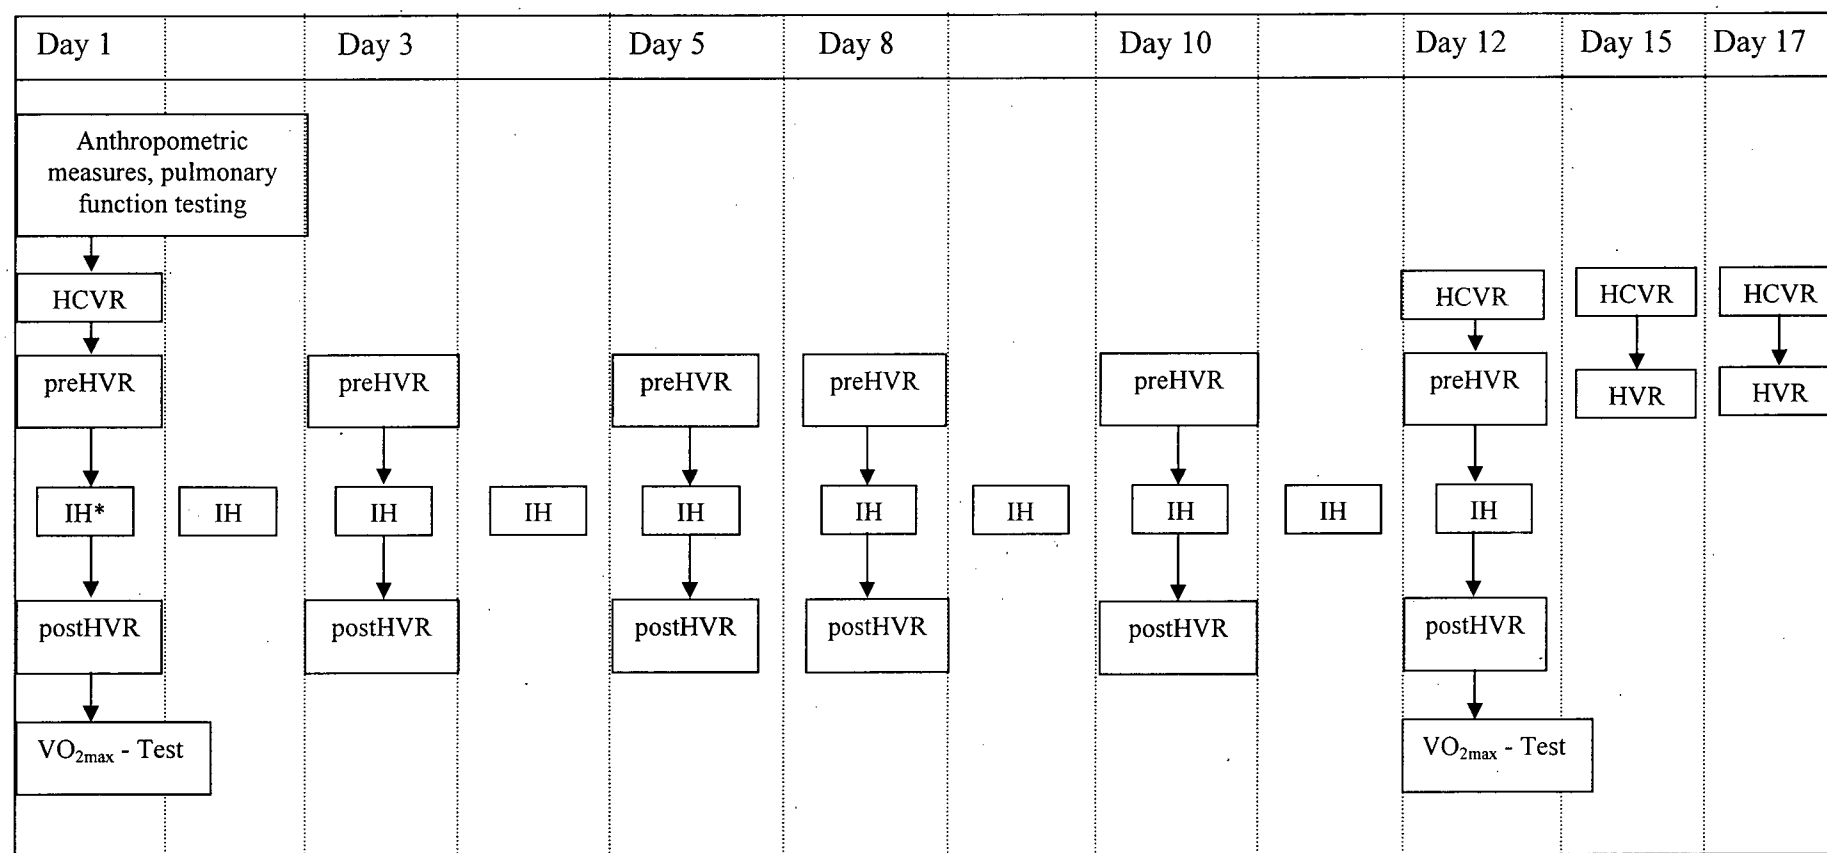 Day 1 Day 3 Day 5 Day 8 Day 10 Day 12 Day 15 Day 17
Anthropometric
measures, pulmonary
function testing
HCVR HCVR HCVR HCVR
preHVR preHVR preHVR preHVR preHVR preHVR HVR HVR
IH* IH IH IH IH IH IH IH IH IH
postHVR postHVR postHVR postHVR postHVR postHVR
VO2max - Test VO2max - Test